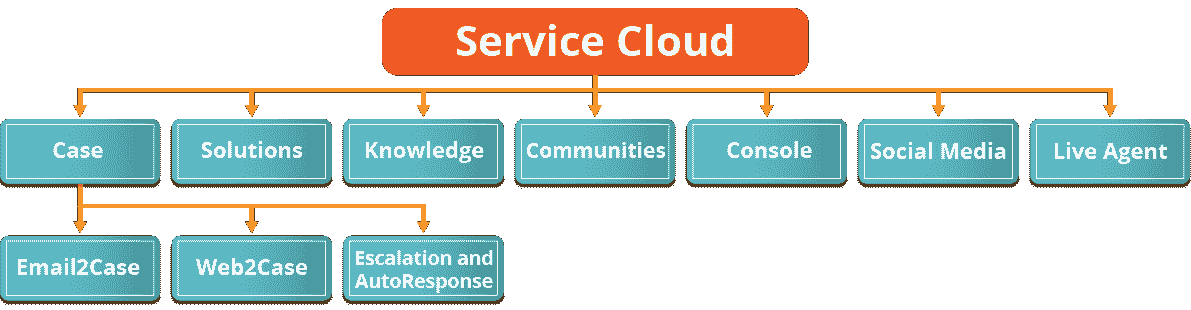 Service Cloud
Case
Solutions
Knowledge
Communities
Console
Social Media
Live Agent
Email2Case
Web2Case
Escalation and
AutoResponse